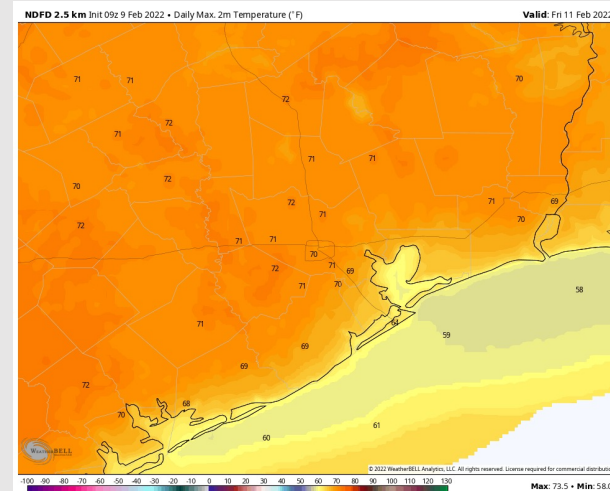 NDFD 2.5 km Init 09z 9 Feb 2022 • Daily Max. 2m Temperature (°F)
Valid: Fri 11 Feb 2022
71 71 70
72
72
71
71 71
72
70
72 71 69
71 70
72
71 71
70
71
72 69
71 70
58
71 64
59
69
69
72
68
70
61
60
WEATHERBELL
© 2022 WeatherBELL Analytics, LLC. All rights reserved. License required for commercial distribution
-100 -90 -80 -70 -60 -50 -40 -30 -20 -10 0 10 20 30 40 50 60 70 80 90 100 110 120 130
Max: 73.5 • Min: 58.0